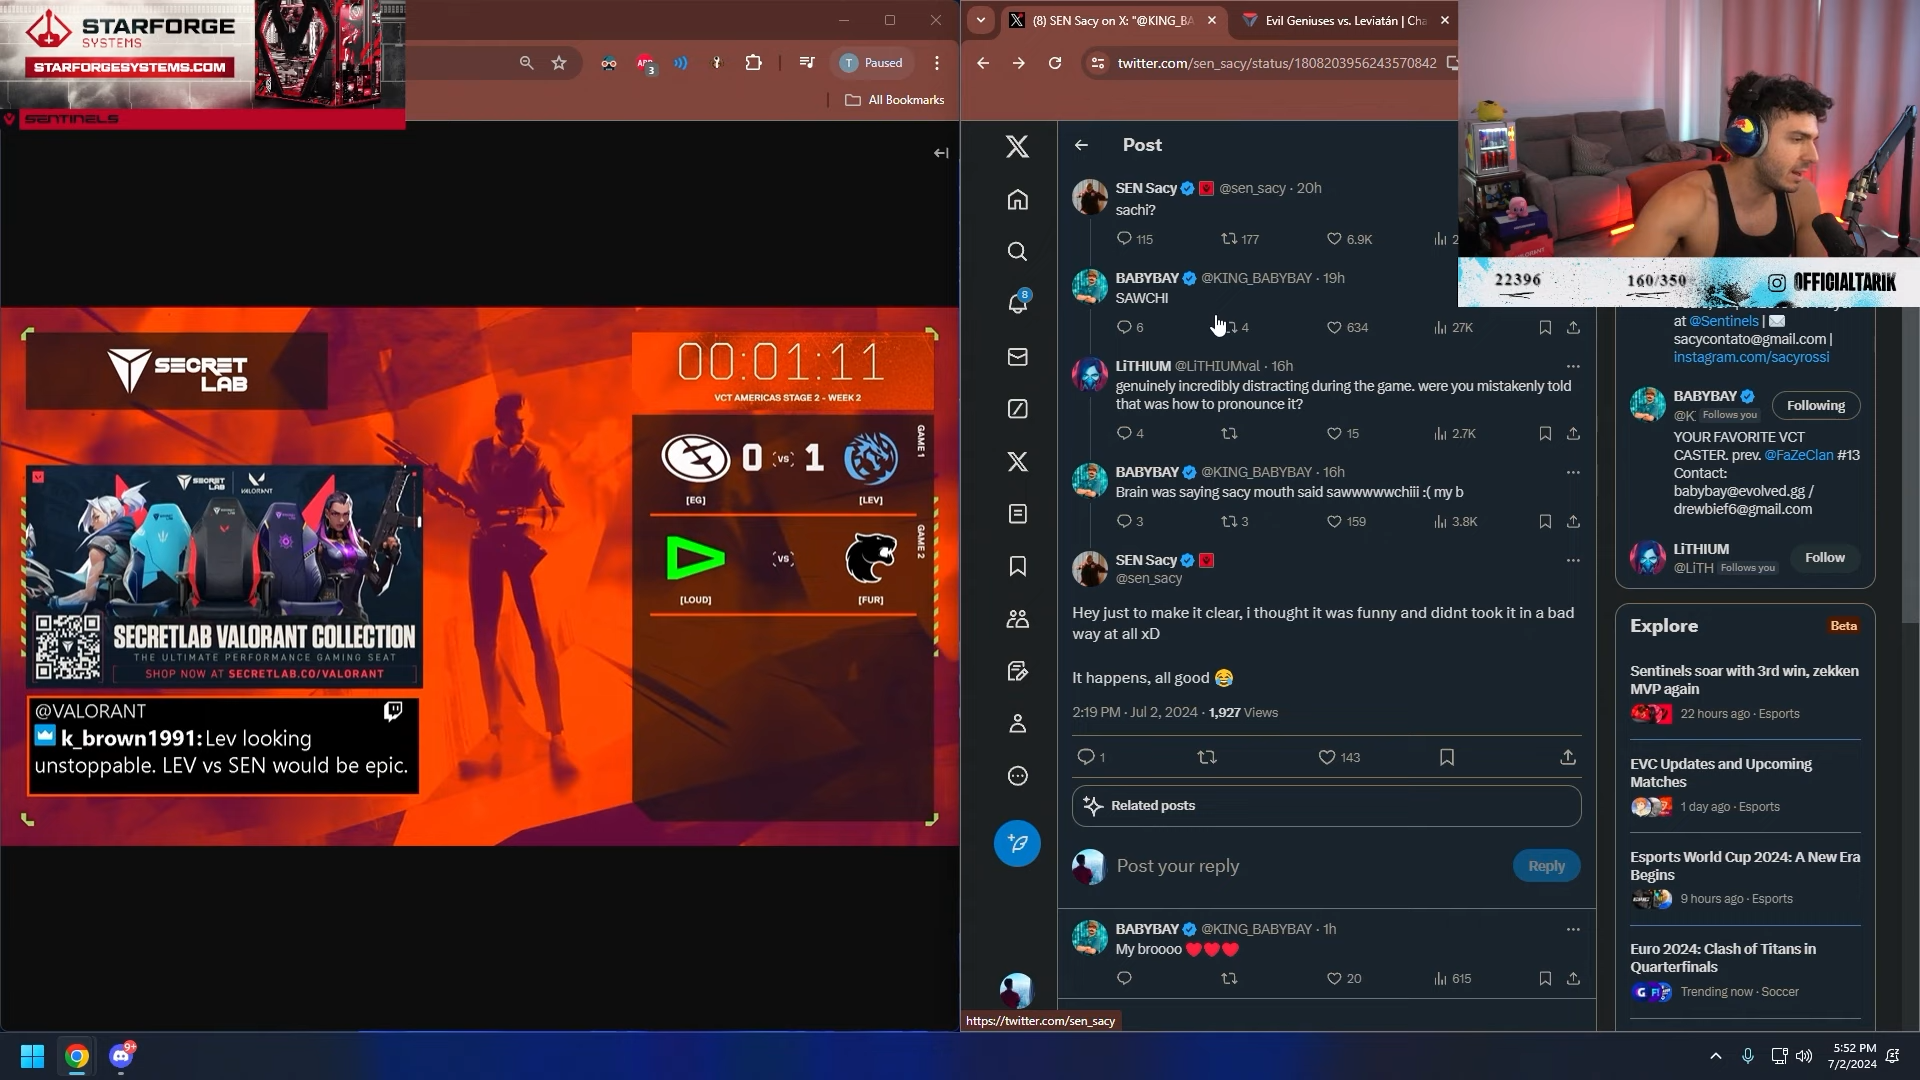 STARFORGE
SYSTEMS
STARFORGESYSTEMS.COM
SENTINELS
3
T Paused
All Bookmarks
(8) SEN Sacy on X: "@KING_BA
Evil Geniuses vs. Leviatán | Cha
twitter.com/sen_sacy/status/1808203956243570842
22396
160/350
OFFICIALTARIK
SECRET
LAB
00:01:11
VCT AMERICAS STAGE 2 - WEEK 2
0 vs 1
[EG]
[LEV]
GAME 1
vs
[LOUD]
[FUR]
GAME 2
SECRET LAB
VALORANT
SECRETLAB VALORANT COLLECTION
THE ULTIMATE PERFORMANCE GAMING SEAT
SHOP NOW AT SECRETLAB.CO/VALORANT
@VALORANT
k_brown1991: Lev looking
unstoppable. LEV vs SEN would be epic.
8
Post
SEN Sacy @sen_sacy · 20h
sachi?
115
177
6.9K
2
BABYBAY @KING_BABYBAY · 19h
SAWCHI
6
4
634
27K
LiTHIUM @LiTHIUMval · 16h
genuinely incredibly distracting during the game. were you mistakenly told
that was how to pronounce it?
4
15
2.7K
BABYBAY @KING_BABYBAY · 16h
Brain was saying sacy mouth said sawwwwwchiii :( my b
3
3
159
3.8K
SEN Sacy
@sen_sacy
Hey just to make it clear, i thought it was funny and didnt took it in a bad
way at all xD
It happens, all good 😂
2:19 PM · Jul 2, 2024 · 1,927 Views
1
143
Related posts
Post your reply
Reply
BABYBAY @KING_BABYBAY · 1h
My broooo ❤️❤️❤️
20
615
https://twitter.com/sen_sacy
at @Sentinels | ✉️
sacycontato@gmail.com |
instagram.com/sacyrossi
BABYBAY
@K Follows you
Following
YOUR FAVORITE VCT
CASTER. prev. @FaZeClan #13
Contact:
babybay@evolved.gg /
drewbief6@gmail.com
LiTHIUM
@LiTH Follows you
Follow
Explore
Beta
Sentinels soar with 3rd win, zekken
MVP again
22 hours ago · Esports
EVC Updates and Upcoming
Matches
1 day ago · Esports
Esports World Cup 2024: A New Era
Begins
9 hours ago · Esports
Euro 2024: Clash of Titans in
Quarterfinals
Trending now · Soccer
9+
5:52 PM
7/2/2024